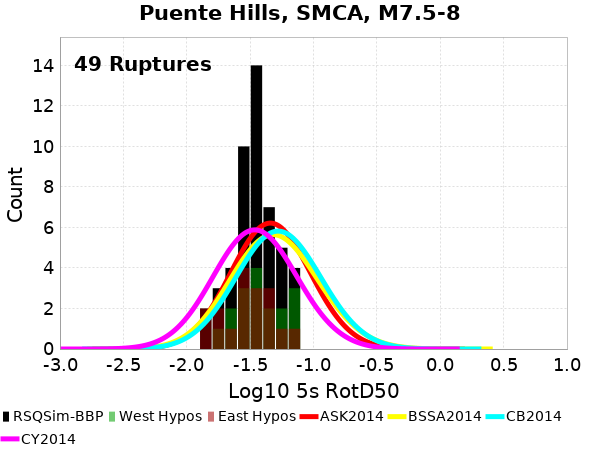 Puente Hills, SMCA, M7.5-8
49 Ruptures
Count
14
12
10
8
6
4
2
0
-3.0 -2.5 -2.0 -1.5 -1.0 -0.5 0.0 0.5 1.0
Log10 5s RotD50
RSQSim-BBP West Hypos East Hypos ASK2014 BSSA2014 CB2014
CY2014